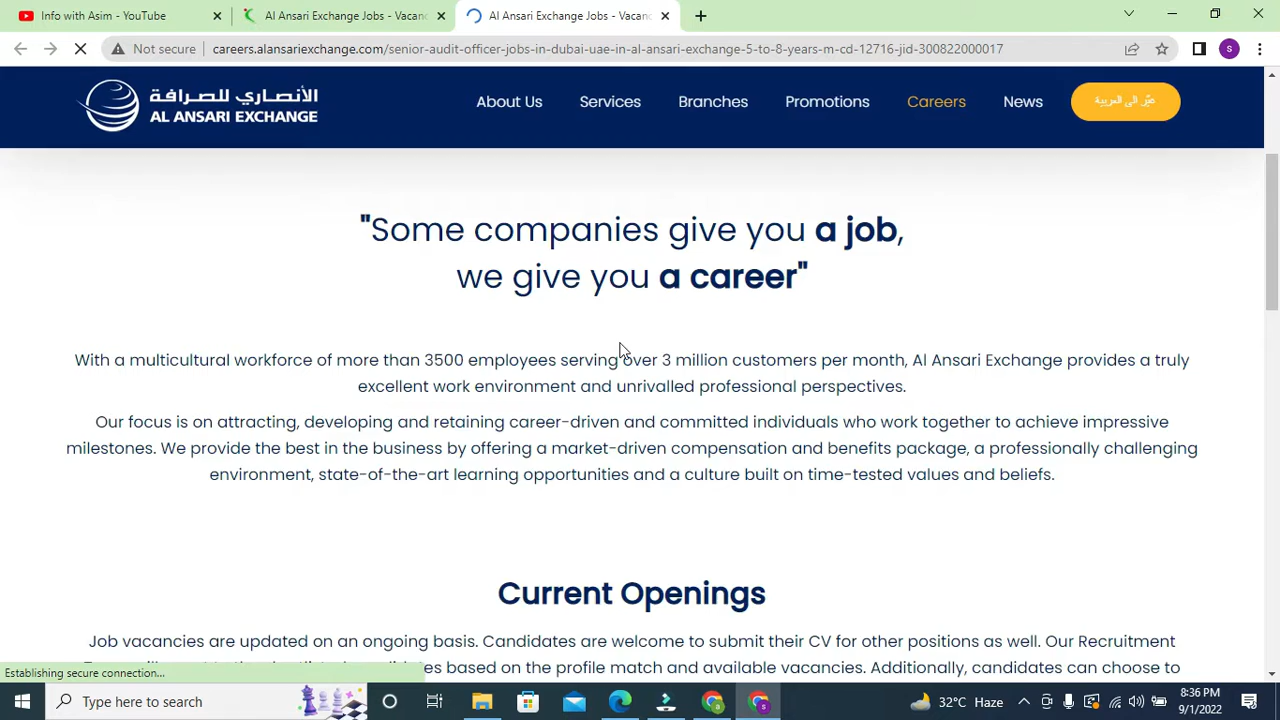 Info with Asim - YouTube
Al Ansari Exchange Jobs - Vacanc
Al Ansari Exchange Jobs - Vacanc
Not secure
careers.alansariexchange.com/senior-audit-officer-jobs-in-dubai-uae-in-al-ansari-exchange-5-to-8-years-m-cd-12716-jid-300822000017
S
الأنصاري للصرافة
AL ANSARI EXCHANGE
About Us
Services
Branches
Promotions
Careers
News
غيّر الى العربية
"Some companies give you a job,
we give you a career"
With a multicultural workforce of more than 3500 employees serving over 3 million customers per month, Al Ansari Exchange provides a truly
excellent work environment and unrivalled professional perspectives.
Our focus is on attracting, developing and retaining career-driven and committed individuals who work together to achieve impressive
milestones. We provide the best in the business by offering a market-driven compensation and benefits package, a professionally challenging
environment, state-of-the-art learning opportunities and a culture built on time-tested values and beliefs.
Current Openings
Job vacancies are updated on an ongoing basis. Candidates are welcome to submit their CV for other positions as well. Our Recruitment
based on the profile match and available vacancies. Additionally, candidates can choose to
Establishing secure connection...
Type here to search
32°C Haze
8:36 PM
9/1/2022